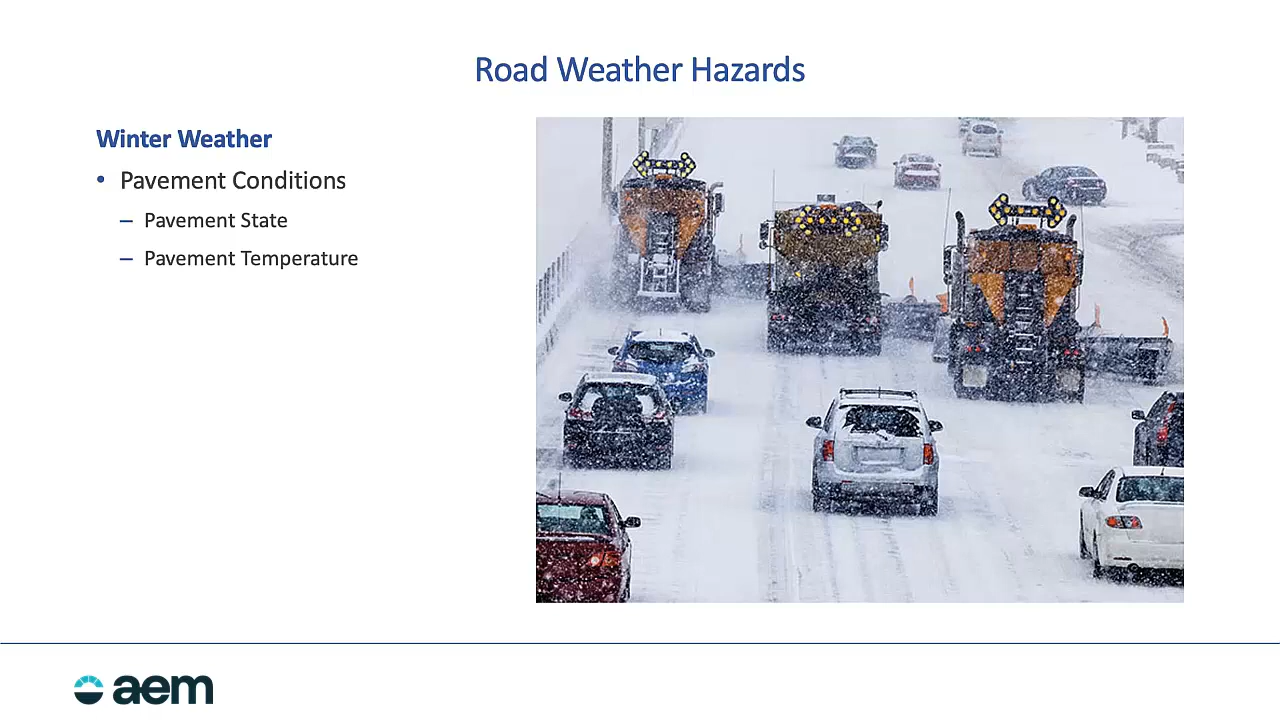 Road Weather Hazards
Winter Weather
• Pavement Conditions
– Pavement State
– Pavement Temperature
aem